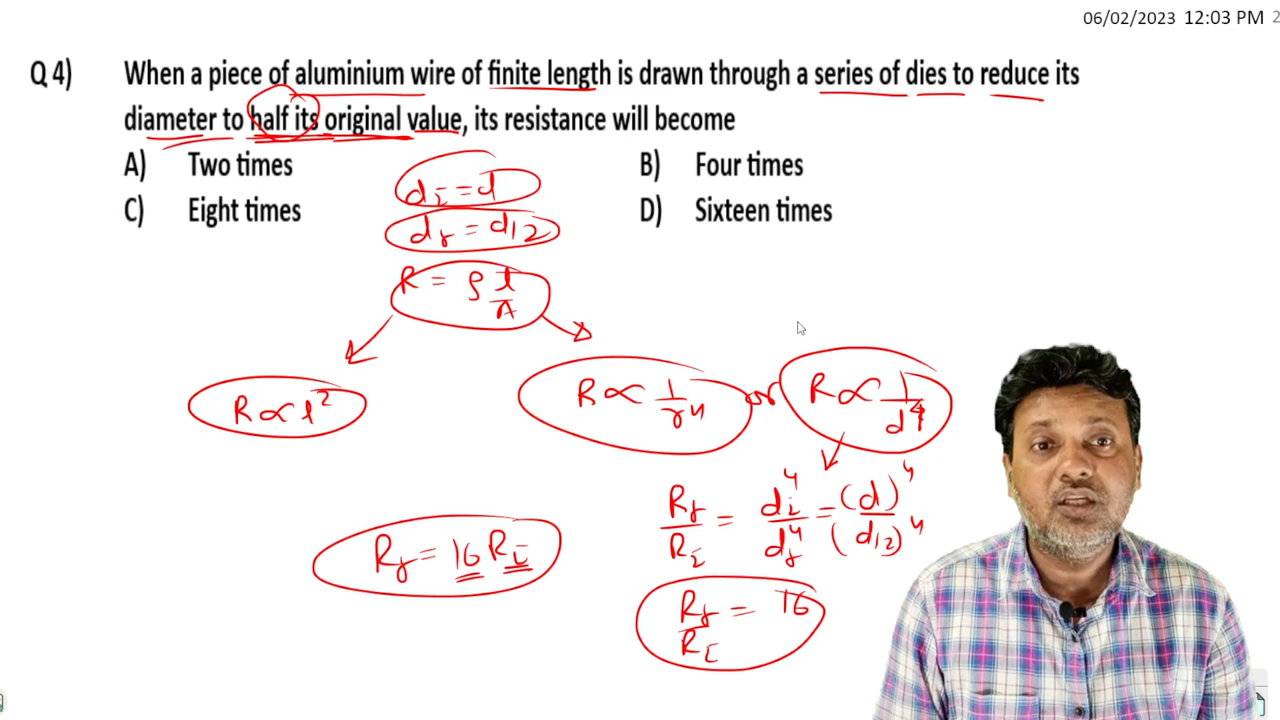 06/02/2023 12:03 PM 2
Q 4) When a piece of aluminium wire of finite length is drawn through a series of dies to reduce its
diameter to half its original value, its resistance will become
A) Two times B) Four times
C) Eight times D) Sixteen times
di = d
df = d/2
R = ρ l/A
R ∝ l² R ∝ 1/r⁴ or R ∝ 1/d⁴
Rf/Ri = di⁴/df⁴ = (d)⁴/(d/2)⁴
Rf = 16 Ri
Rf/Ri = 16